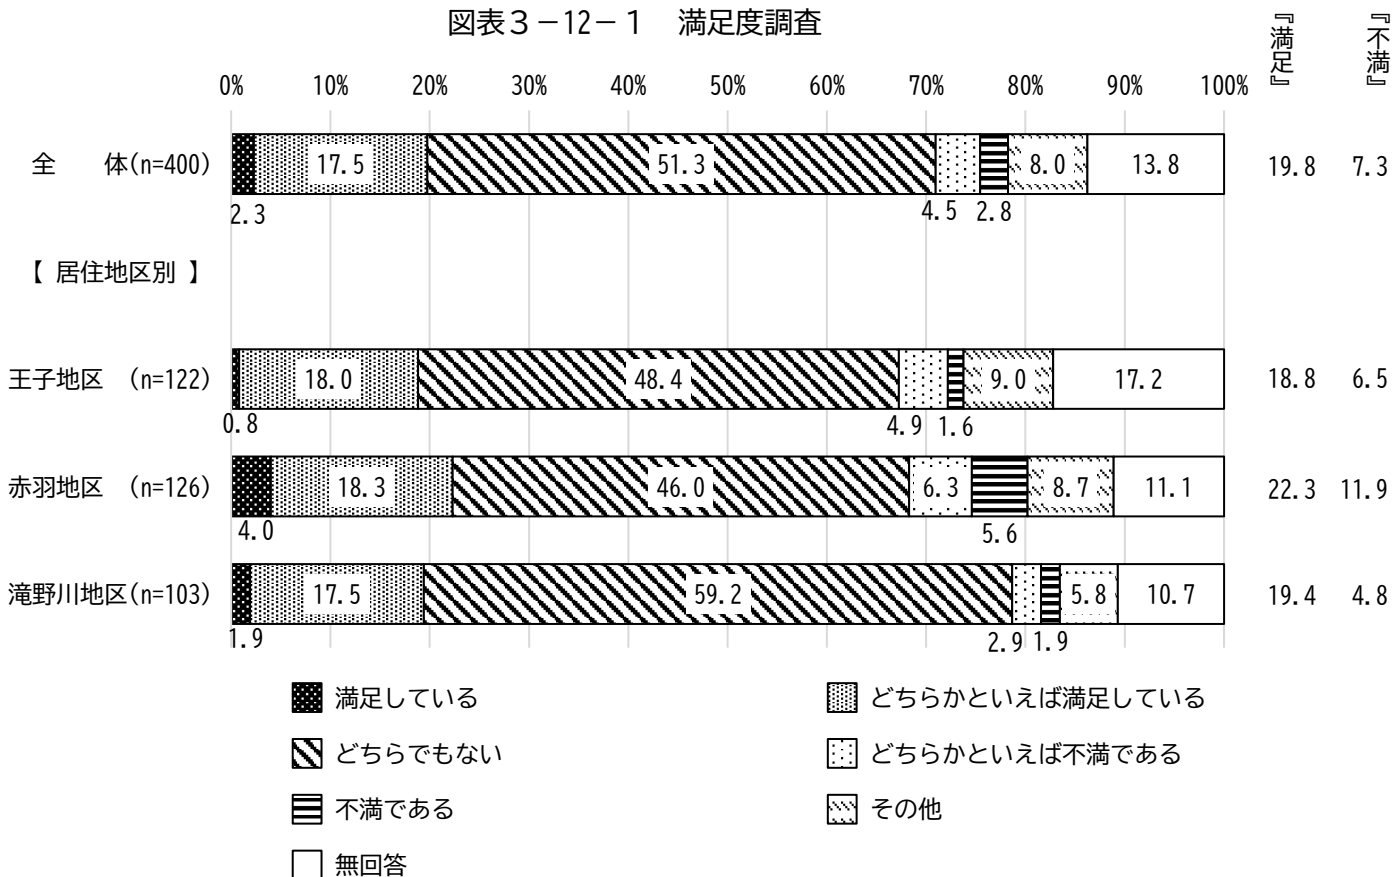 図表３－12－１　満足度調査
『満足』
『不満』
0% 10% 20% 30% 40% 50% 60% 70% 80% 90% 100%
全　　体(n=400) 17.5 51.3 8.0 13.8 19.8 7.3
2.3 4.5 2.8
【 居住地区別 】
王子地区　(n=122) 18.0 48.4 9.0 17.2 18.8 6.5
0.8 4.9 1.6
赤羽地区　(n=126) 18.3 46.0 6.3 8.7 11.1 22.3 11.9
4.0 5.6
滝野川地区(n=103) 17.5 59.2 5.8 10.7 19.4 4.8
1.9 2.9 1.9
満足している どちらかといえば満足している
どちらでもない どちらかといえば不満である
不満である その他
無回答